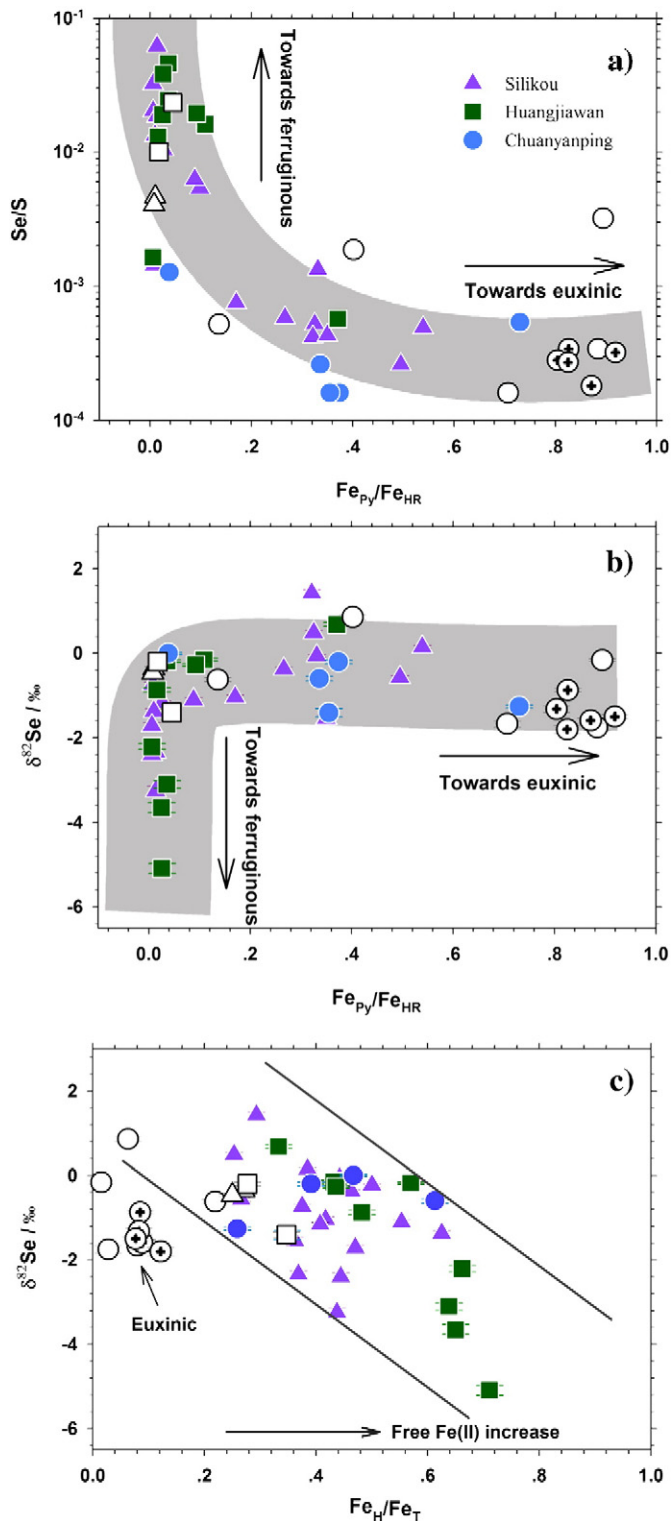 a)
10⁻¹
10⁻²
10⁻³
10⁻⁴
Se/S
Towards ferruginous
Silikou
Huangjiawan
Chuanyanping
Towards euxinic
0.0 .2 .4 .6 .8 1.0
Fe_Py/Fe_HR
b)
2
0
-2
-4
-6
δ⁸²Se / ‰
Towards ferruginous
Towards euxinic
0.0 .2 .4 .6 .8 1.0
Fe_Py/Fe_HR
c)
2
0
-2
-4
-6
δ⁸²Se / ‰
Euxinic
Free Fe(II) increase
0.0 .2 .4 .6 .8 1.0
Fe_H/Fe_T